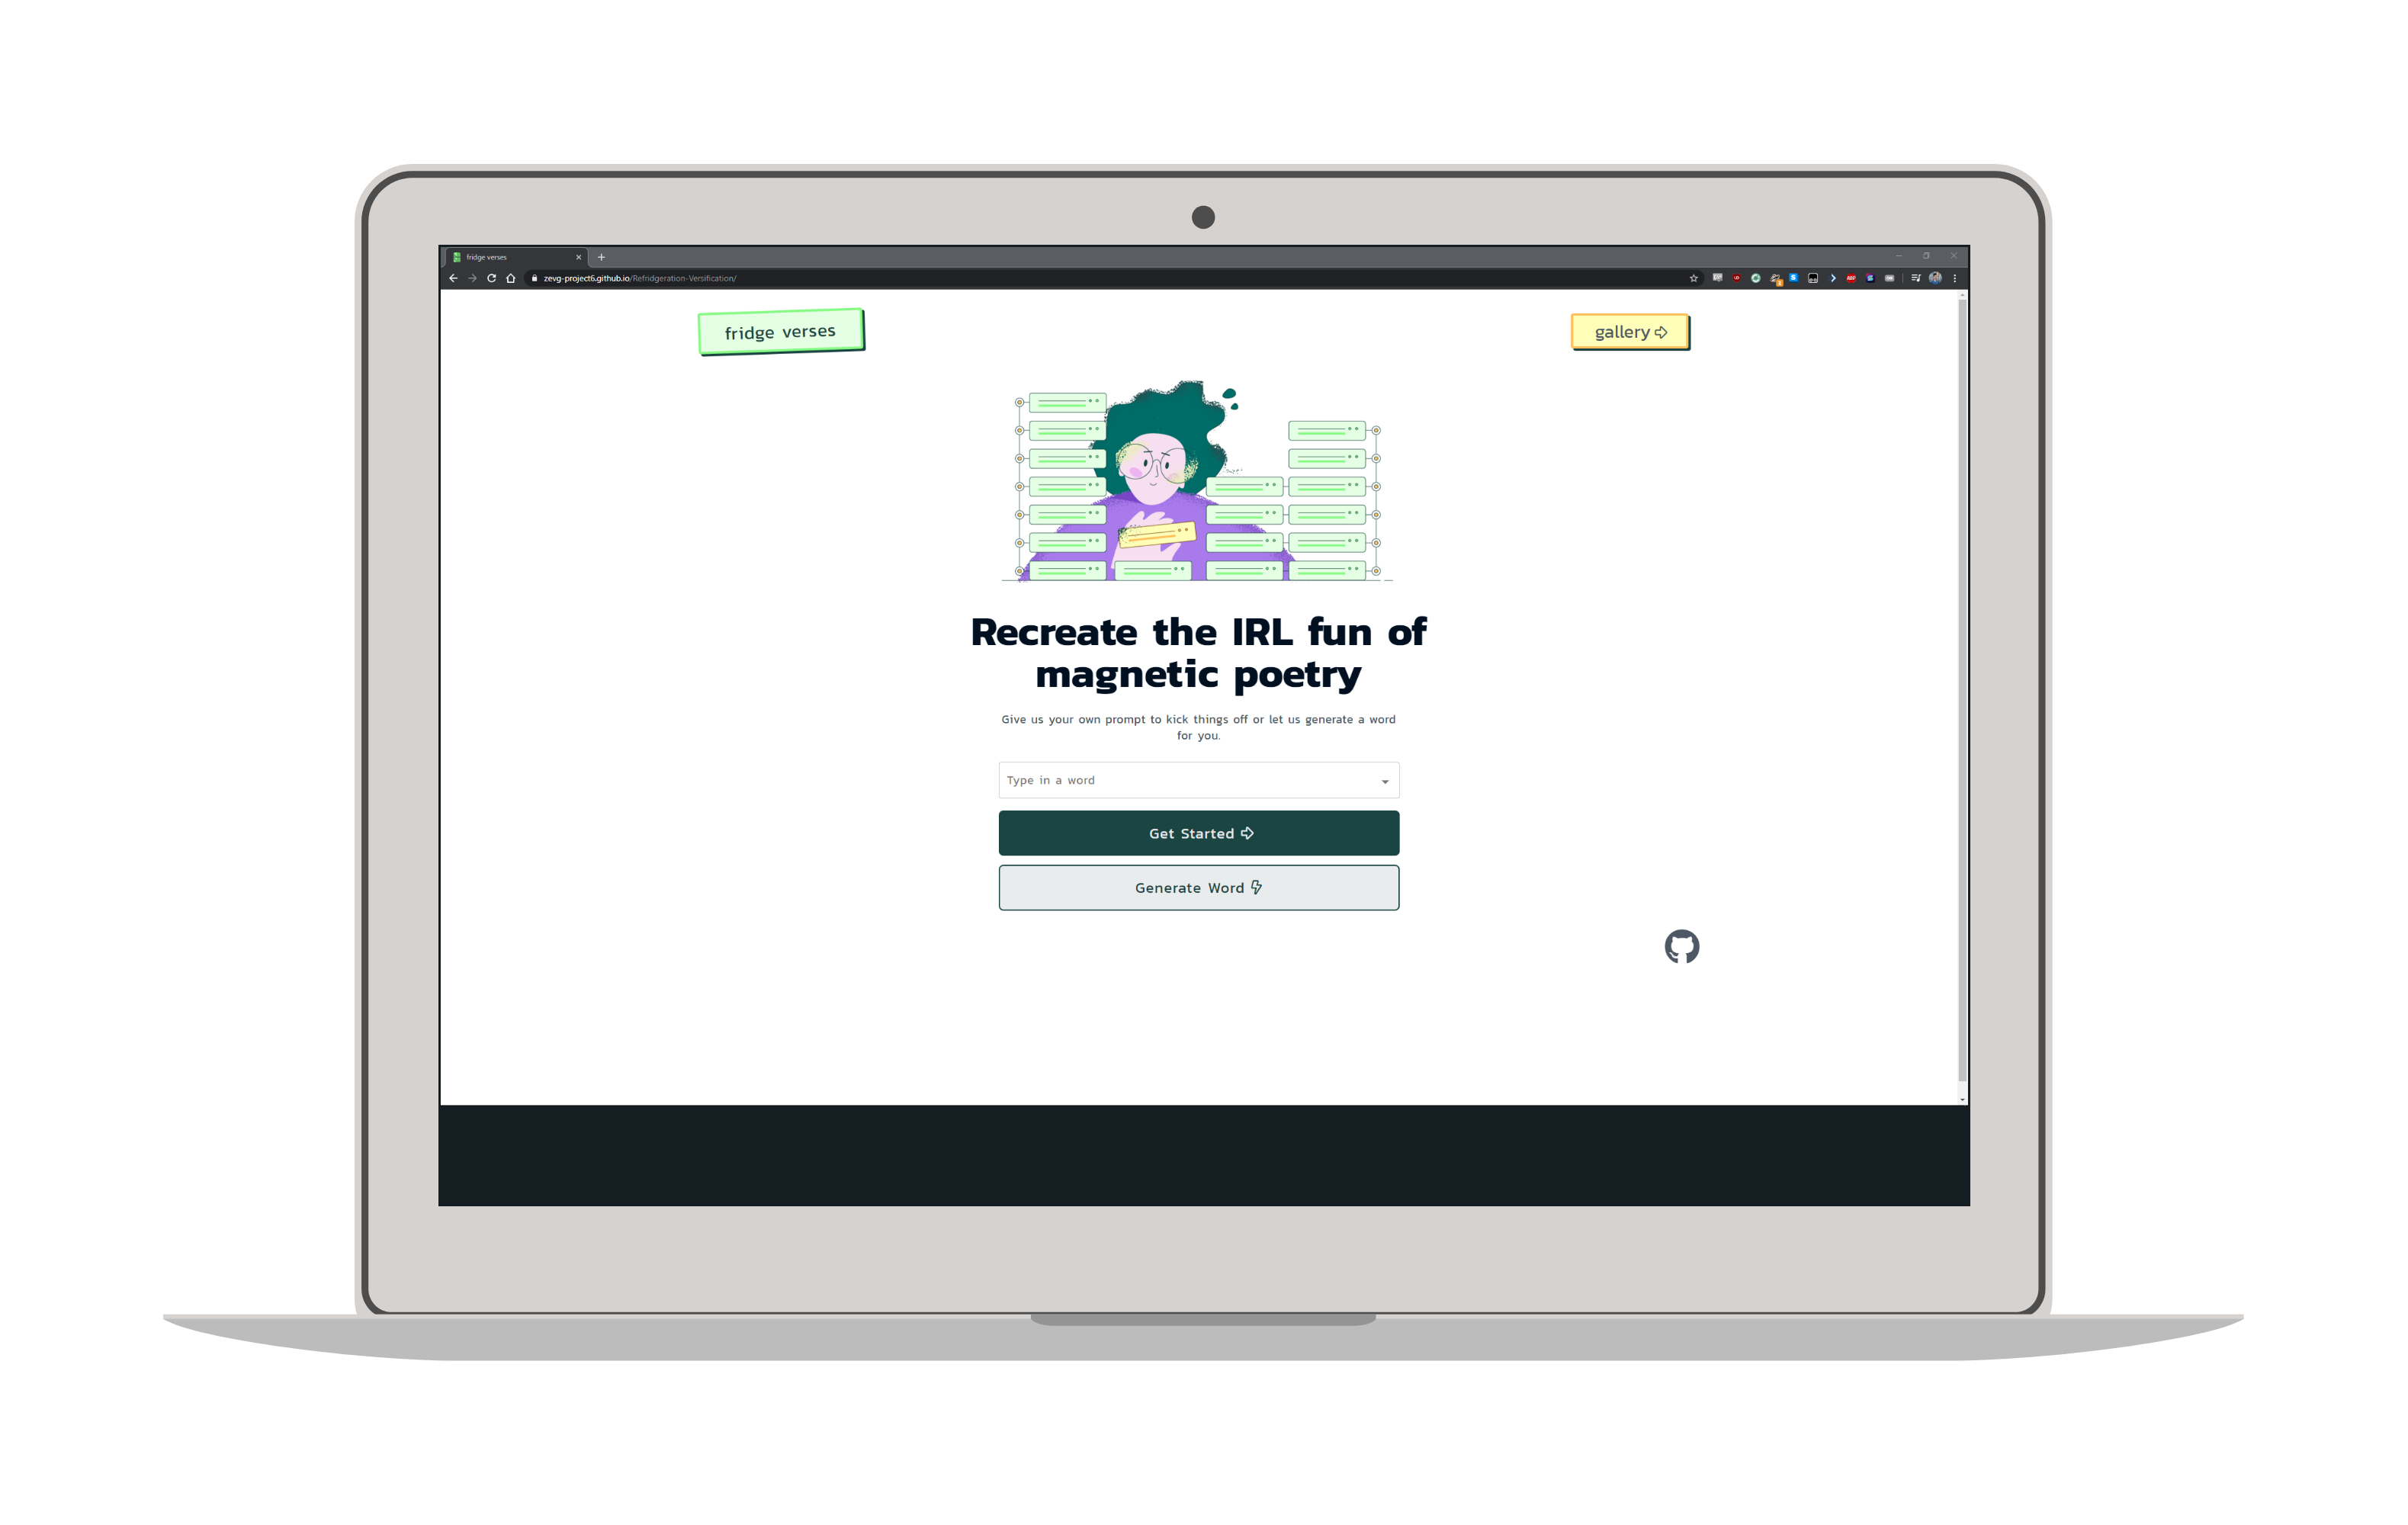 fridge verses
zevg-project6.github.io/Refridgeration-Versification/
fridge verses
gallery
Recreate the IRL fun of
magnetic poetry
Give us your own prompt to kick things off or let us generate a word
for you.
Type in a word
Get Started
Generate Word